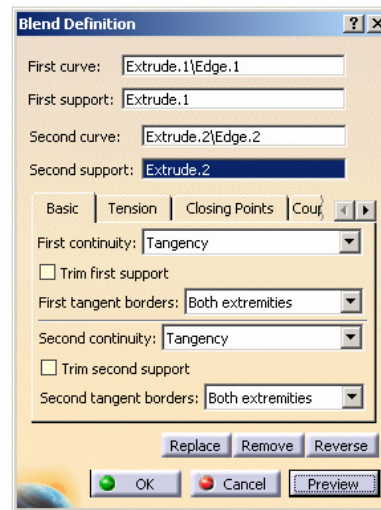 Blend Definition ? x
First curve: Extrude.1\Edge.1
First support: Extrude.1
Second curve: Extrude.2\Edge.2
Second support: Extrude.2
Basic Tension Closing Points Coup
First continuity: Tangency
Trim first support
First tangent borders: Both extremities
Second continuity: Tangency
Trim second support
Second tangent borders: Both extremities
Replace Remove Reverse
OK Cancel Preview